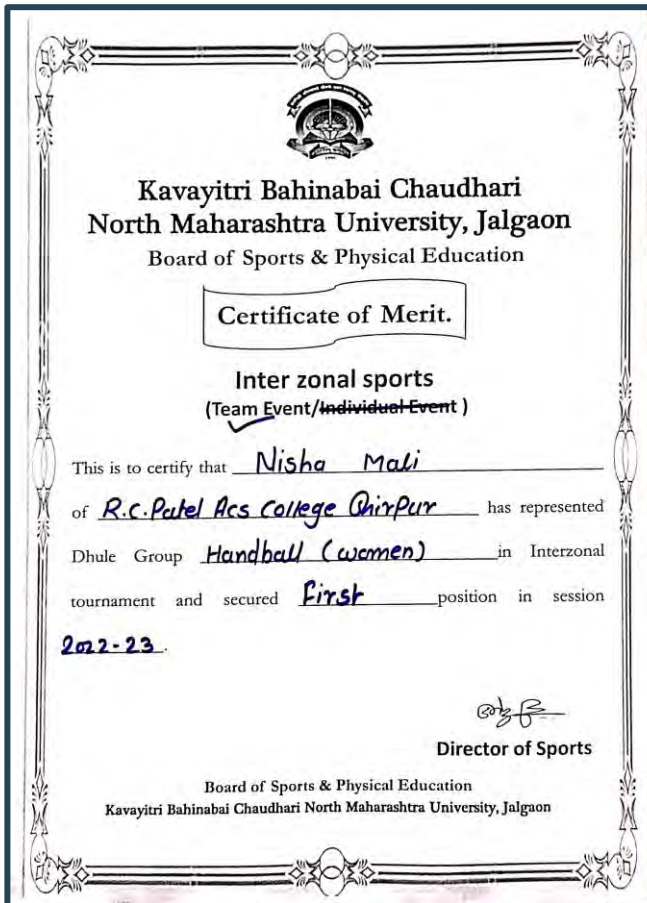 Kavayitri Bahinabai Chaudhari
North Maharashtra University, Jalgaon
Board of Sports & Physical Education
Certificate of Merit.
Inter zonal sports
(Team Event/Individual Event )
This is to certify that Nisha Mali
of R.C.Patel Acs College Shirpur has represented
Dhule Group Handball (women) in Interzonal
tournament and secured First position in session
2022-23.
Director of Sports
Board of Sports & Physical Education
Kavayitri Bahinabai Chaudhari North Maharashtra University, Jalgaon